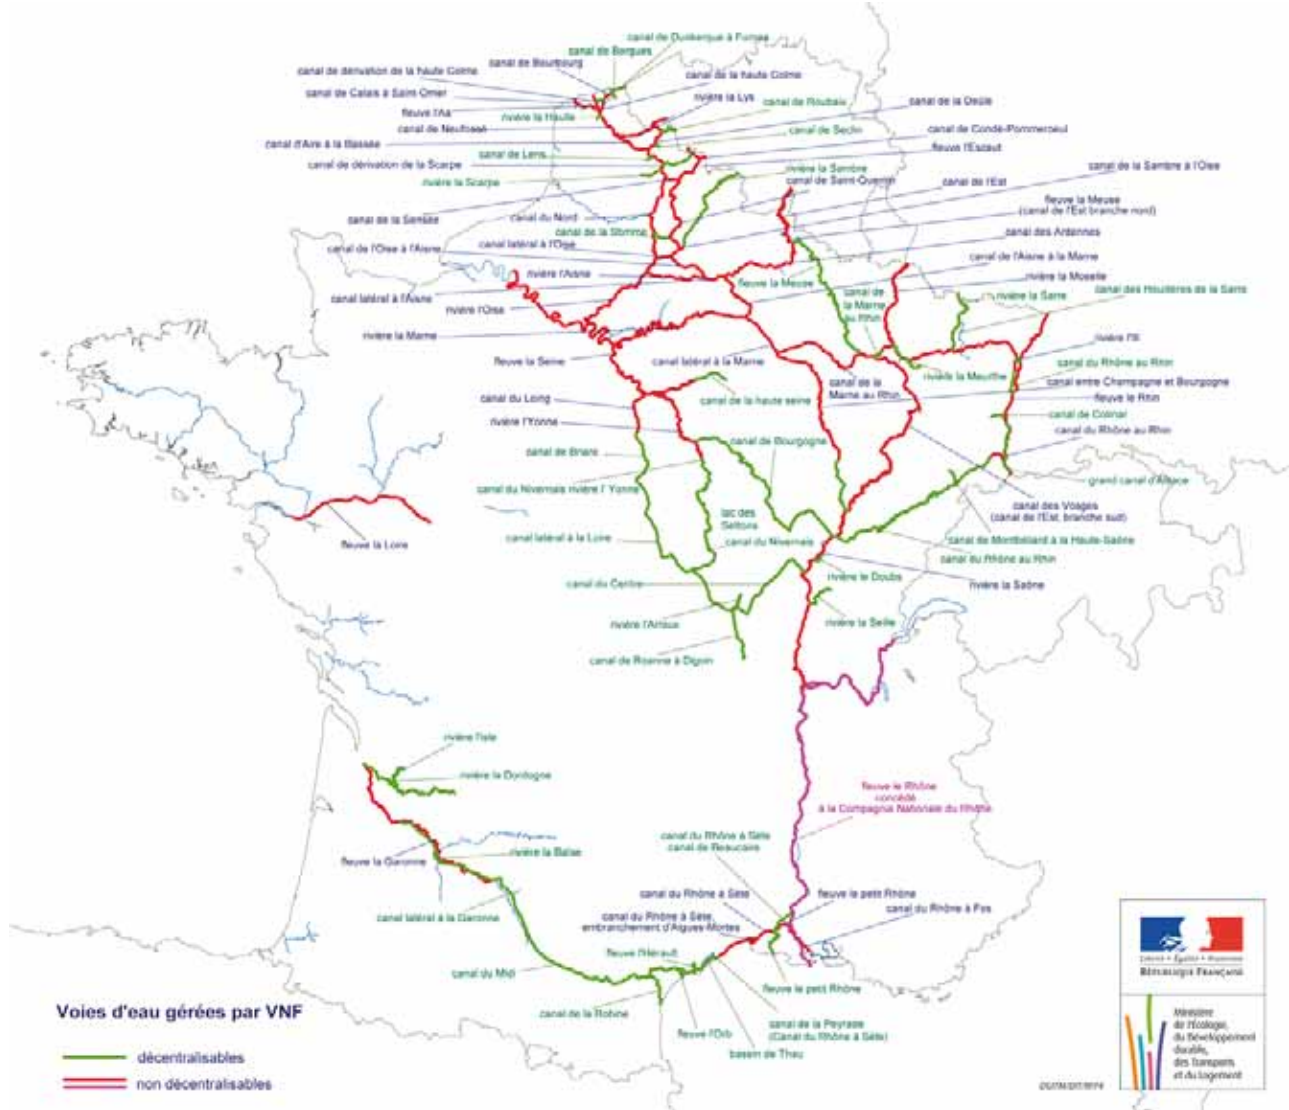 canal de Dunkerque à Furnes
canal de Bergues
canal de Bourbourg
canal de dérivation de la haute Colme
canal de la haute Colme
canal de Calais à Saint-Omer
rivière la Lys
canal de Roubaix
canal de la Deûle
fleuve l'Aa
rivière la Houlle
canal de Neufossé
canal de Seclin
canal de Condé-Pommeroeul
canal d'Aire à la Bassée
fleuve l'Escaut
canal de Lens
canal de dérivation de la Scarpe
rivière la Sambre
canal de la Sambre à l'Oise
rivière la Scarpe
canal de Saint-Quentin
canal de l'Est
fleuve la Meuse
(canal de l'Est branche nord)
canal de la Sensée
canal du Nord
canal de la Somme
canal des Ardennes
canal de l'Oise à l'Aisne
canal latéral à l'Oise
canal de l'Aisne à la Marne
rivière l'Aisne
fleuve la Meuse
rivière la Moselle
canal latéral à l'Aisne
canal de
la Marne
au Rhin
rivière la Sarre
canal des Houillères de la Sarre
rivière l'Oise
rivière la Marne
rivière l'Ill
fleuve la Seine
canal latéral à la Marne
canal du Rhône au Rhin
rivière la Meurthe
canal de la
Marne au Rhin
canal entre Champagne et Bourgogne
canal du Loing
canal de la haute seine
fleuve le Rhin
rivière l'Yonne
canal de Colmar
canal du Rhône au Rhin
canal de Bourgogne
canal de Briare
grand canal d'Alsace
canal du Nivernais rivière l' Yonne
canal des Vosges
(canal de l'Est, branche sud)
lac des
Settons
canal latéral à la Loire
canal du Nivernais
canal de Montbéliard à la Haute-Saône
fleuve la Loire
canal du Rhône au Rhin
canal du Centre
rivière le Doubs
rivière la Saône
rivière l'Arroux
rivière la Seille
canal de Roanne à Digoin
rivière l'Isle
rivière la Dordogne
fleuve le Rhône
concédé
à la Compagnie Nationale du Rhône
canal du Rhône à Sète
canal de Beaucaire
fleuve la Garonne
rivière la Baïse
canal du Rhône à Sète
fleuve le petit Rhône
canal du Rhône à Fos
canal latéral à la Garonne
canal du Rhône à Sète,
embranchement d'Aigues-Mortes
fleuve l'Hérault
canal du Midi
fleuve le petit Rhône
canal de la Robine
fleuve l'Orb
canal de la Peyrade
(Canal du Rhône à Sète)
bassin de Thau
Voies d'eau gérées par VNF
décentralisables
non décentralisables
Liberté • Égalité • Fraternité
RÉPUBLIQUE FRANÇAISE
Ministère
de l'Écologie,
du Développement
durable,
des Transports
et du Logement